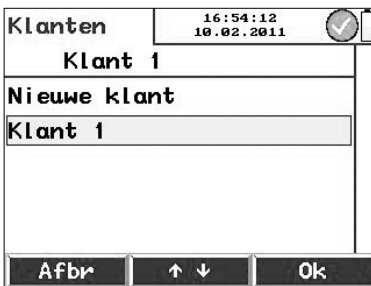 Klanten
16:54:12
10.02.2011
Klant 1
Nieuwe klant
Klant 1
Afbr ↑ ↓ Ok